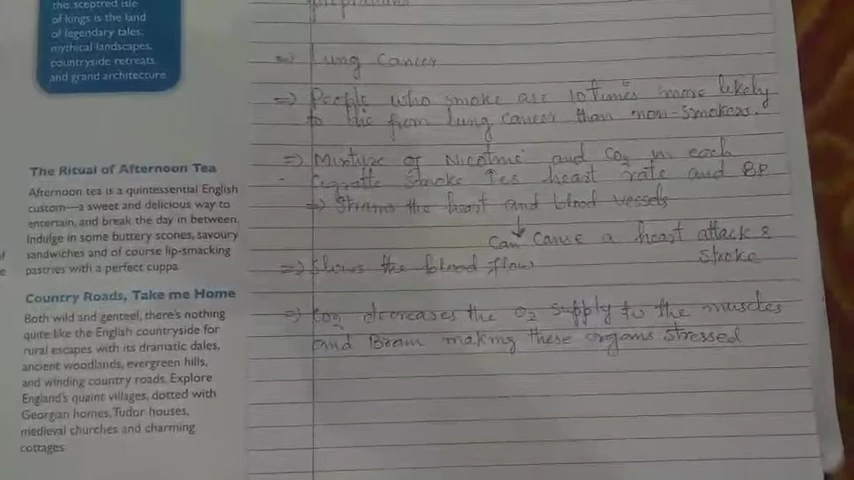 the sceptred isle
of kings is the land
of legendary tales,
mythical landscapes,
countryside retreats,
and grand architecture.
The Ritual of Afternoon Tea
Afternoon tea is a quintessential English
custom—a sweet and delicious way to
entertain, and break the day in between.
Indulge in some buttery scones, savoury
sandwiches and of course lip-smacking
pastries with a perfect cuppa.
Country Roads, Take me Home
Both wild and genteel, there's nothing
quite like the English countryside for
rural escapes with its dramatic dales,
ancient woodlands, evergreen hills,
and winding country roads. Explore
England's quaint villages, dotted with
Georgian homes, Tudor houses,
medieval churches and charming
cottages.
⇒ Lung Cancer
⇒ People who smoke are 10 times more likely
to die from lung cancer than non-smokers.
⇒ Mixture of Nicotine and CO2 in each
Cigratte smoke ↑es heart rate and BP
⇒ Strains the heart and blood vessels
↓
Can cause a heart attack &
stroke
⇒ Slows the blood flow
⇒ CO2 decreases the O2 supply to the muscles
and Brain making these organs stressed